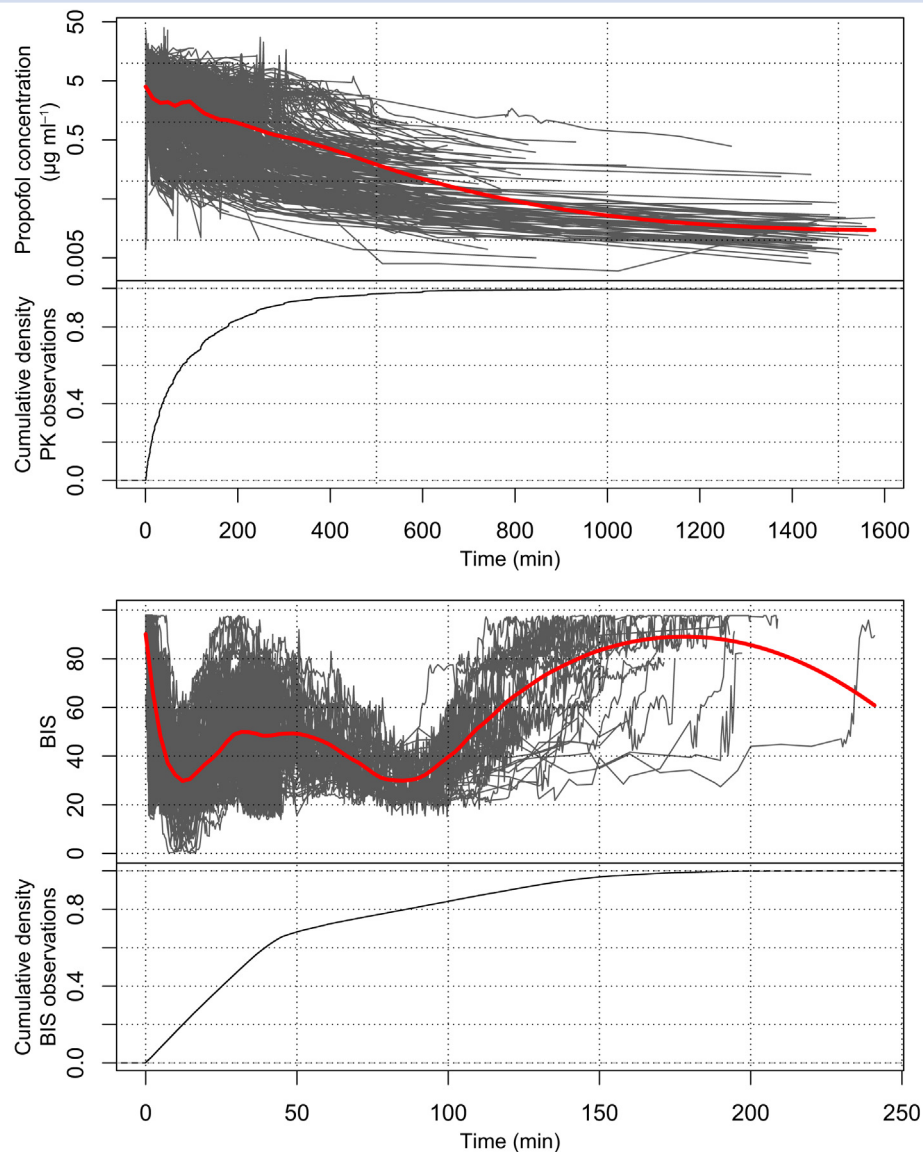 50
5
0.5
0.005
Propofol concentration
(µg ml⁻¹)
0.8
0.4
0.0
Cumulative density
PK observations
0 200 400 600 800 1000 1200 1400 1600
Time (min)
80
60
40
20
0
BIS
0.8
0.4
0.0
Cumulative density
BIS observations
0 50 100 150 200 250
Time (min)